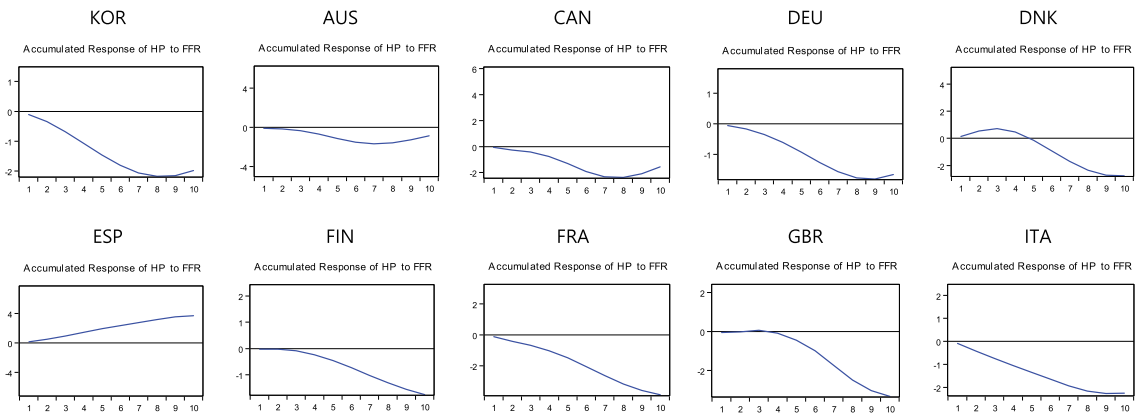 KOR AUS CAN DEU DNK
Accumulated Response of HP to FFR Accumulated Response of HP to FFR Accumulated Response of HP to FFR Accumulated Response of HP to FFR Accumulated Response of HP to FFR
1
0
-1
-2
1 2 3 4 5 6 7 8 9 10
4
0
-4
1 2 3 4 5 6 7 8 9 10
6
4
2
0
-2
1 2 3 4 5 6 7 8 9 10
1
0
-1
1 2 3 4 5 6 7 8 9 10
4
2
0
-2
1 2 3 4 5 6 7 8 9 10
ESP FIN FRA GBR ITA
Accumulated Response of HP to FFR Accumulated Response of HP to FFR Accumulated Response of HP to FFR Accumulated Response of HP to FFR Accumulated Response of HP to FFR
4
0
-4
1 2 3 4 5 6 7 8 9 10
2
1
0
-1
1 2 3 4 5 6 7 8 9 10
2
0
-2
1 2 3 4 5 6 7 8 9 10
2
0
-2
1 2 3 4 5 6 7 8 9 10
2
1
0
-1
-2
1 2 3 4 5 6 7 8 9 10